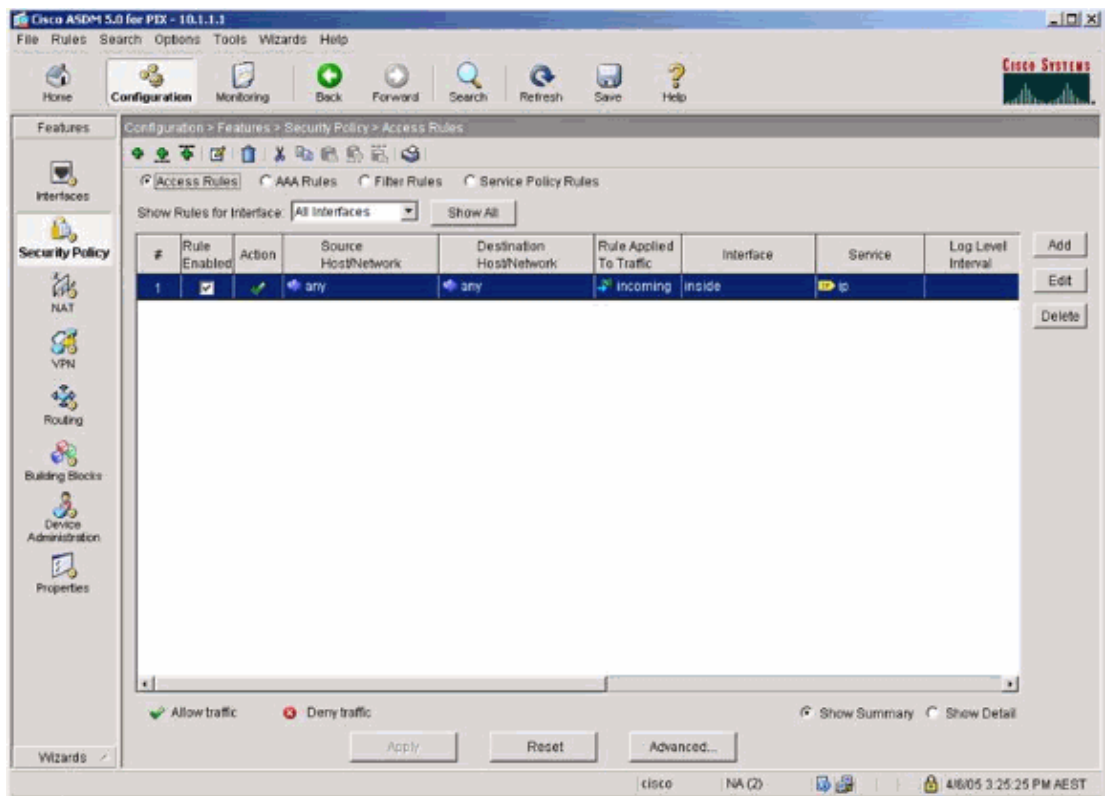 Cisco ASDM 5.0 for PIX - 10.1.1.1
File Rules Search Options Tools Wizards Help
Home Configuration Monitoring Back Forward Search Refresh Save Help
CISCO SYSTEMS
Features
Configuration > Features > Security Policy > Access Rules
Interfaces
Security Policy
NAT
VPN
Routing
Building Blocks
Device Administration
Properties
Wizards
Access Rules AAA Rules Filter Rules Service Policy Rules
Show Rules for Interface: All Interfaces Show All
# Rule Enabled Action Source Host/Network Destination Host/Network Rule Applied To Traffic Interface Service Log Level Interval
1 any any incoming inside IP ip
Add
Edit
Delete
Allow traffic Deny traffic Show Summary Show Detail
Apply Reset Advanced...
cisco NA (2) 4/6/05 3:25:25 PM AEST